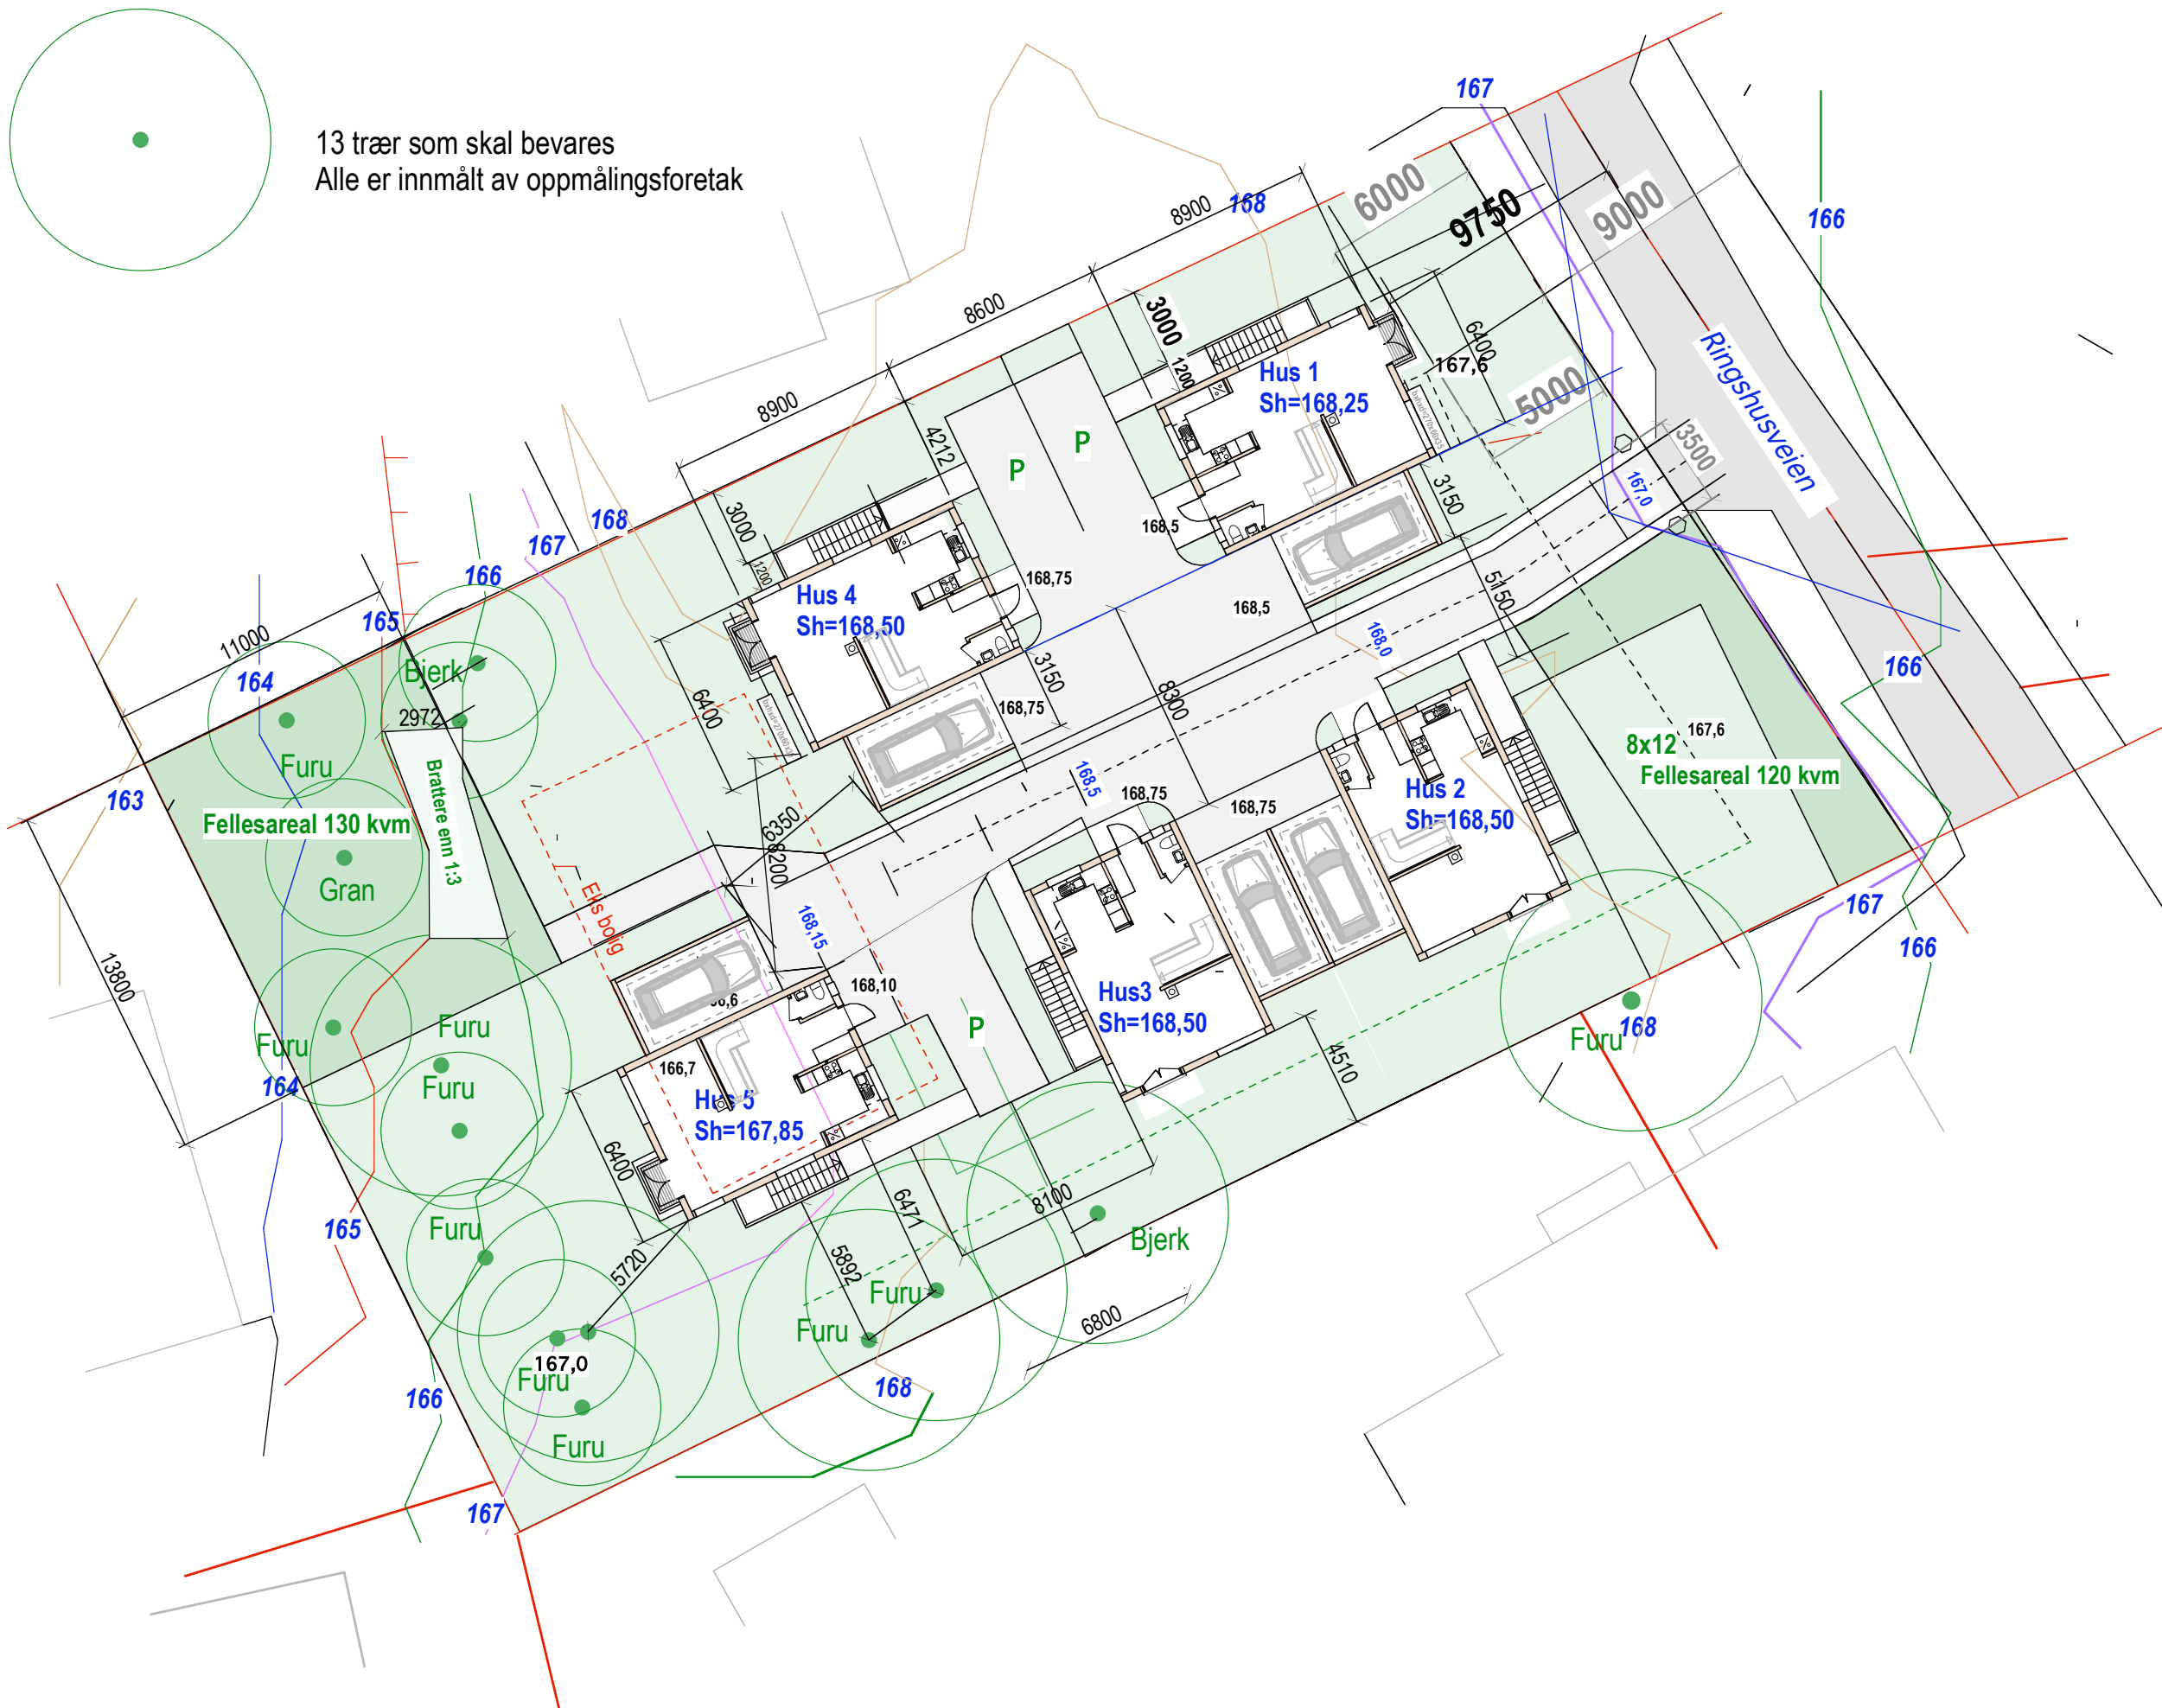 13 trær som skal bevares
Alle er innmålt av oppmålingsforetak
167
6000
9000
9750
8900
168
166
8600
3000
1200
6400
167,6
Hus 1
Sh=168,25
5000
Ringshusveien
8900
4212
P
P
3500
167,0
3150
168,5
3000
168
167
166
165
1200
Hus 4
Sh=168,50
168,75
168,5
5150
168,0
11000
164
Bjerk
2972
Furu
163
Brattere enn 1:3
Fellesareal 130 kvm
Gran
6400
3150
168,75
8300
166
8x12
167,6
Fellesareal 120 kvm
168,5
168,75
168,75
Hus 2
Sh=168,50
6350
8200
Eks bolig
168,15
13800
167
166
168,10
Hus3
Sh=168,50
Furu
Furu
Furu
164
P
4510
168
Furu
166,7
Hus 5
Sh=167,85
6400
165
Furu
6471
8100
5892
5720
Bjerk
Furu
Furu
6800
167,0
Furu
166
168
Furu
167